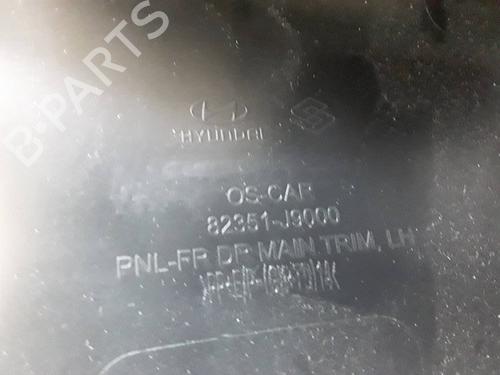 B-PARTS
HYUNDAI
OS-CAR
82351-J9000
PNL-FR DR MAIN TRIM, LH